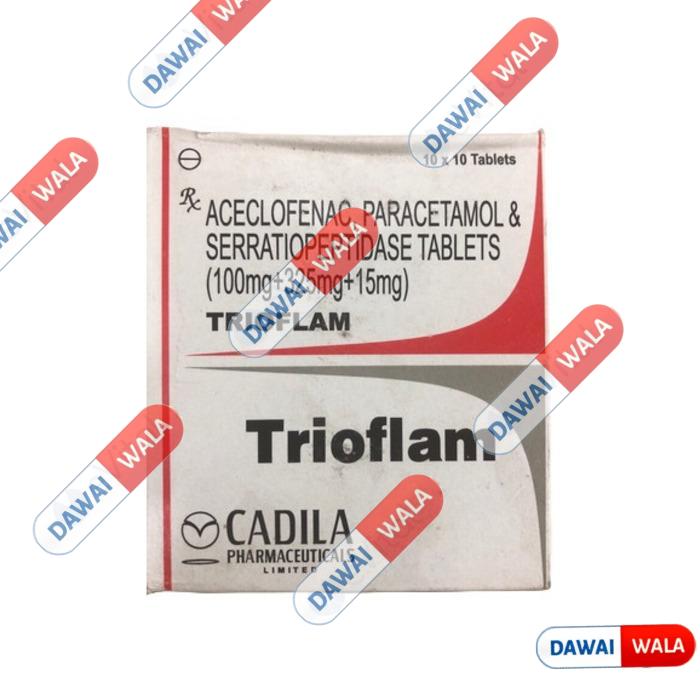 DAWAI WALA
DAWAI WALA
DAWAI WALA
10 x 10 Tablets
Rx
ACECLOFENAC, PARACETAMOL &
SERRATIOPEPTIDASE TABLETS
(100mg+325mg+15mg)
TRIOFLAM
DAWAI WALA
DAWAI WALA
Trioflam
DAWAI WALA
CADILA
PHARMACEUTICALS
LIMITED
DAWAI WALA
DAWAI WALA